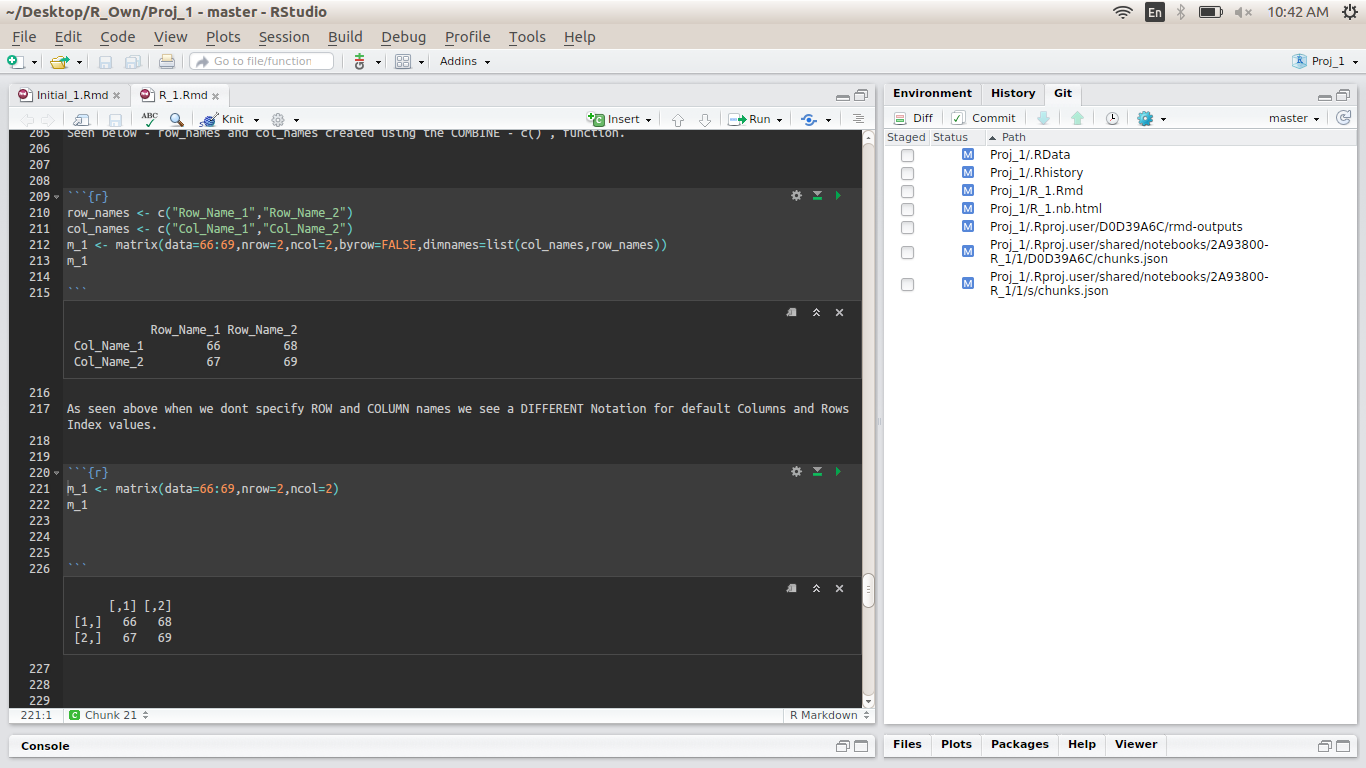 ~/Desktop/R_Own/Proj_1 - master - RStudio
En
10:42 AM
File Edit Code View Plots Session Build Debug Profile Tools Help
Go to file/function
Addins
Proj_1
Initial_1.Rmd
R_1.Rmd
ABC
Knit
Insert
Run
205 Seen below - row_names and col_names created using the COMBINE - c() , function.
206
207
208
209 ```{r}
210 row_names <- c("Row_Name_1","Row_Name_2")
211 col_names <- c("Col_Name_1","Col_Name_2")
212 m_1 <- matrix(data=66:69,nrow=2,ncol=2,byrow=FALSE,dimnames=list(col_names,row_names))
213 m_1
214
215 ```
Row_Name_1 Row_Name_2
Col_Name_1 66 68
Col_Name_2 67 69
216
217 As seen above when we dont specify ROW and COLUMN names we see a DIFFERENT Notation for default Columns and Rows
Index values.
218
219
220 ```{r}
221 m_1 <- matrix(data=66:69,nrow=2,ncol=2)
222 m_1
223
224
225
226 ```
[,1] [,2]
[1,] 66 68
[2,] 67 69
227
228
229
221:1
C Chunk 21
R Markdown
Console
Environment History Git
Diff Commit
master
Staged Status Path
M Proj_1/.RData
M Proj_1/.Rhistory
M Proj_1/R_1.Rmd
M Proj_1/R_1.nb.html
M Proj_1/.Rproj.user/D0D39A6C/rmd-outputs
M Proj_1/.Rproj.user/shared/notebooks/2A93800-
R_1/1/D0D39A6C/chunks.json
M Proj_1/.Rproj.user/shared/notebooks/2A93800-
R_1/1/s/chunks.json
Files Plots Packages Help Viewer